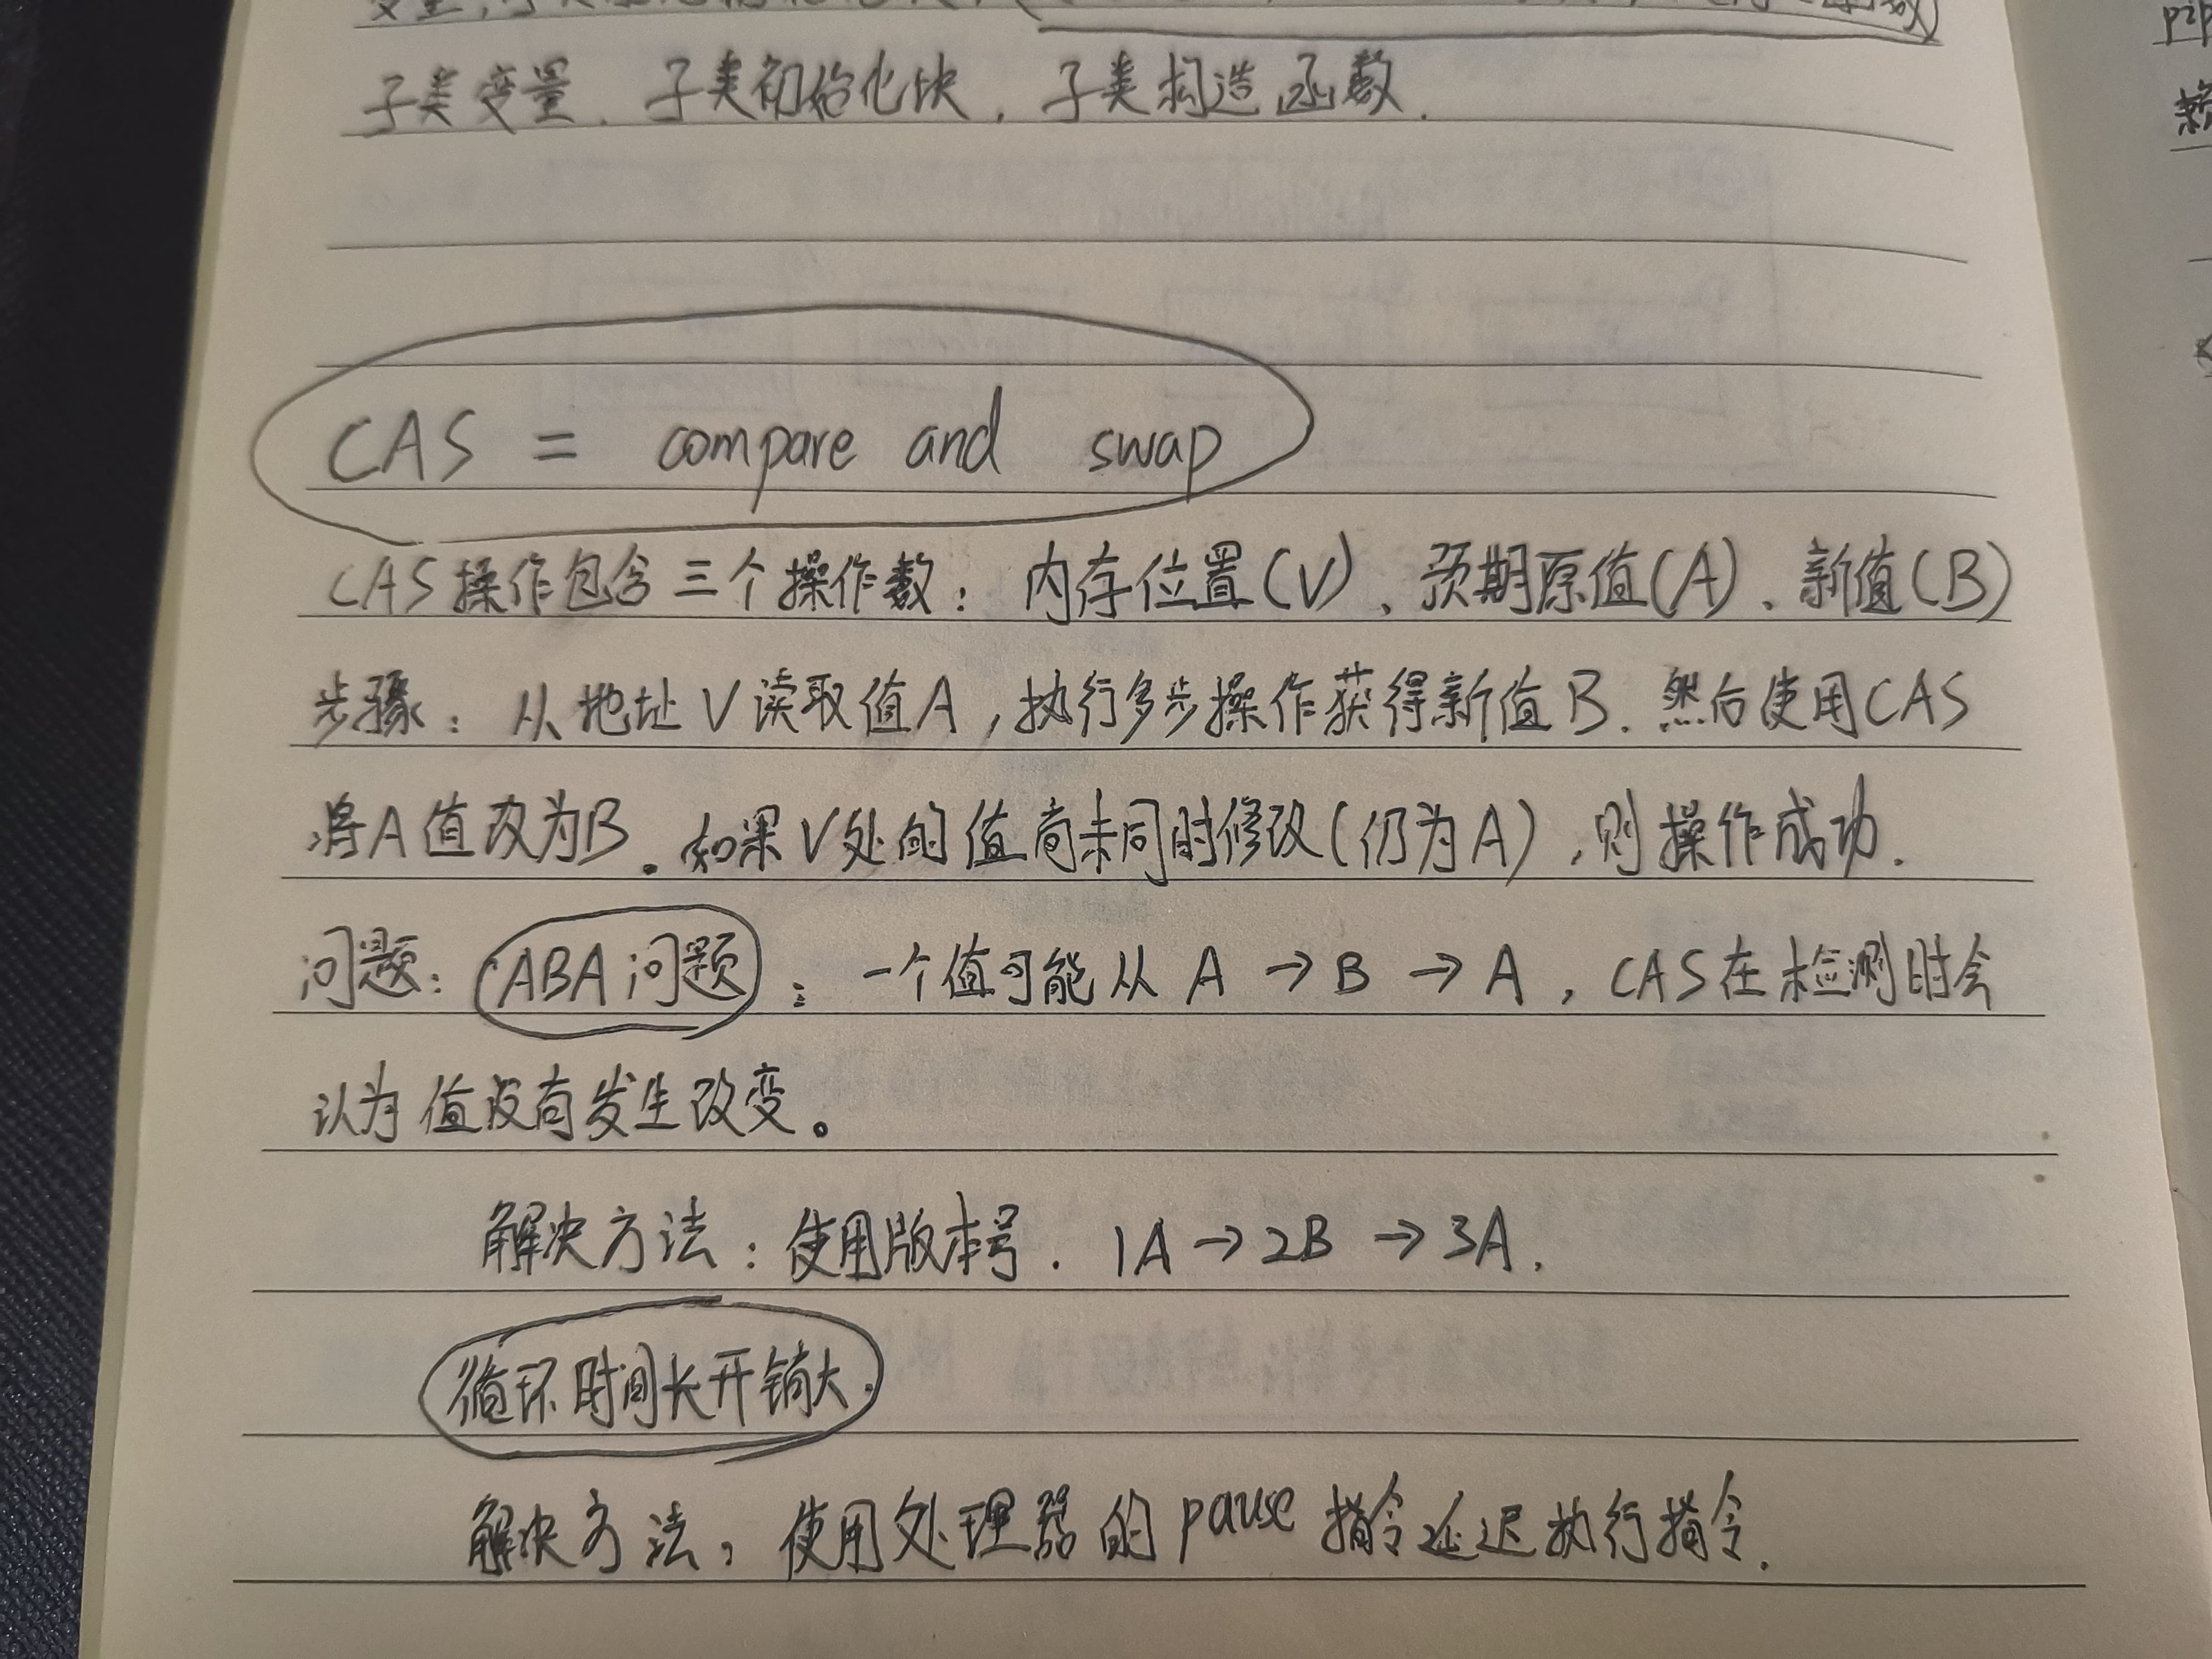 子类变量、子类初始化块、子类构造函数.
CAS = compare and swap
CAS操作包含三个操作数：内存位置(V)、预期原值(A)、新值(B)
步骤：从地址V读取值A，执行多步操作获得新值B.然后使用CAS
将A值改为B。如果V处的值尚未同时修改(仍为A),则操作成功.
问题：ABA问题：一个值可能从A→B→A，CAS在检测时会
认为值没有发生改变。
解决方法：使用版本号.1A→2B→3A.
循环时间长开销大.
解决方法：使用处理器的pause指令延迟执行指令.